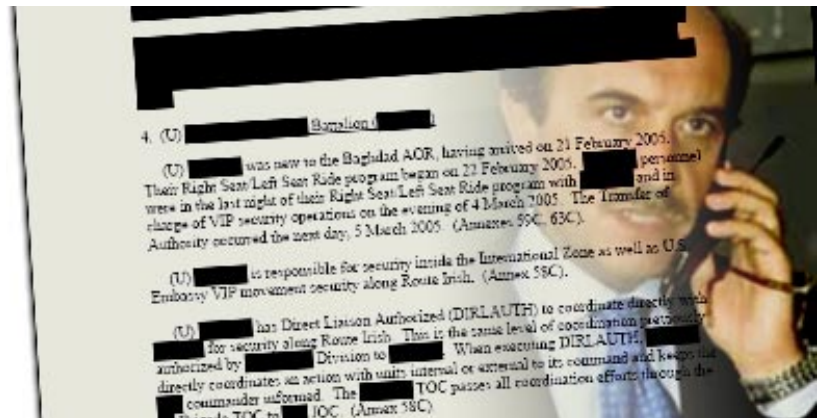 4. (U) Battalion ( )
(U) was new to the Baghdad AOR, having arrived on 21 February 2005.
Their Right Seat/Left Seat Ride program began on 22 February 2005. personnel
were in the last night of their Right Seat/Left Seat Ride program with and in
charge of VIP security operations on the evening of 4 March 2005. The Transfer of
Authority occurred the next day, 5 March 2005. (Annexes 59C, 63C).
(U) is responsible for security inside the International Zone as well as U.S.
Embassy VIP movement security along Route Irish. (Annex 58C).
(U) has Direct Liaison Authorized (DIRLAUTH) to coordinate directly with
for security along Route Irish. This is the same level of coordination previously
authorized by Division to . When executing DIRLAUTH,
directly coordinates an action with units internal or external to its command and keeps the
commander informed. The TOC passes all coordination efforts through the
TOC to JOC. (Annex 58C)